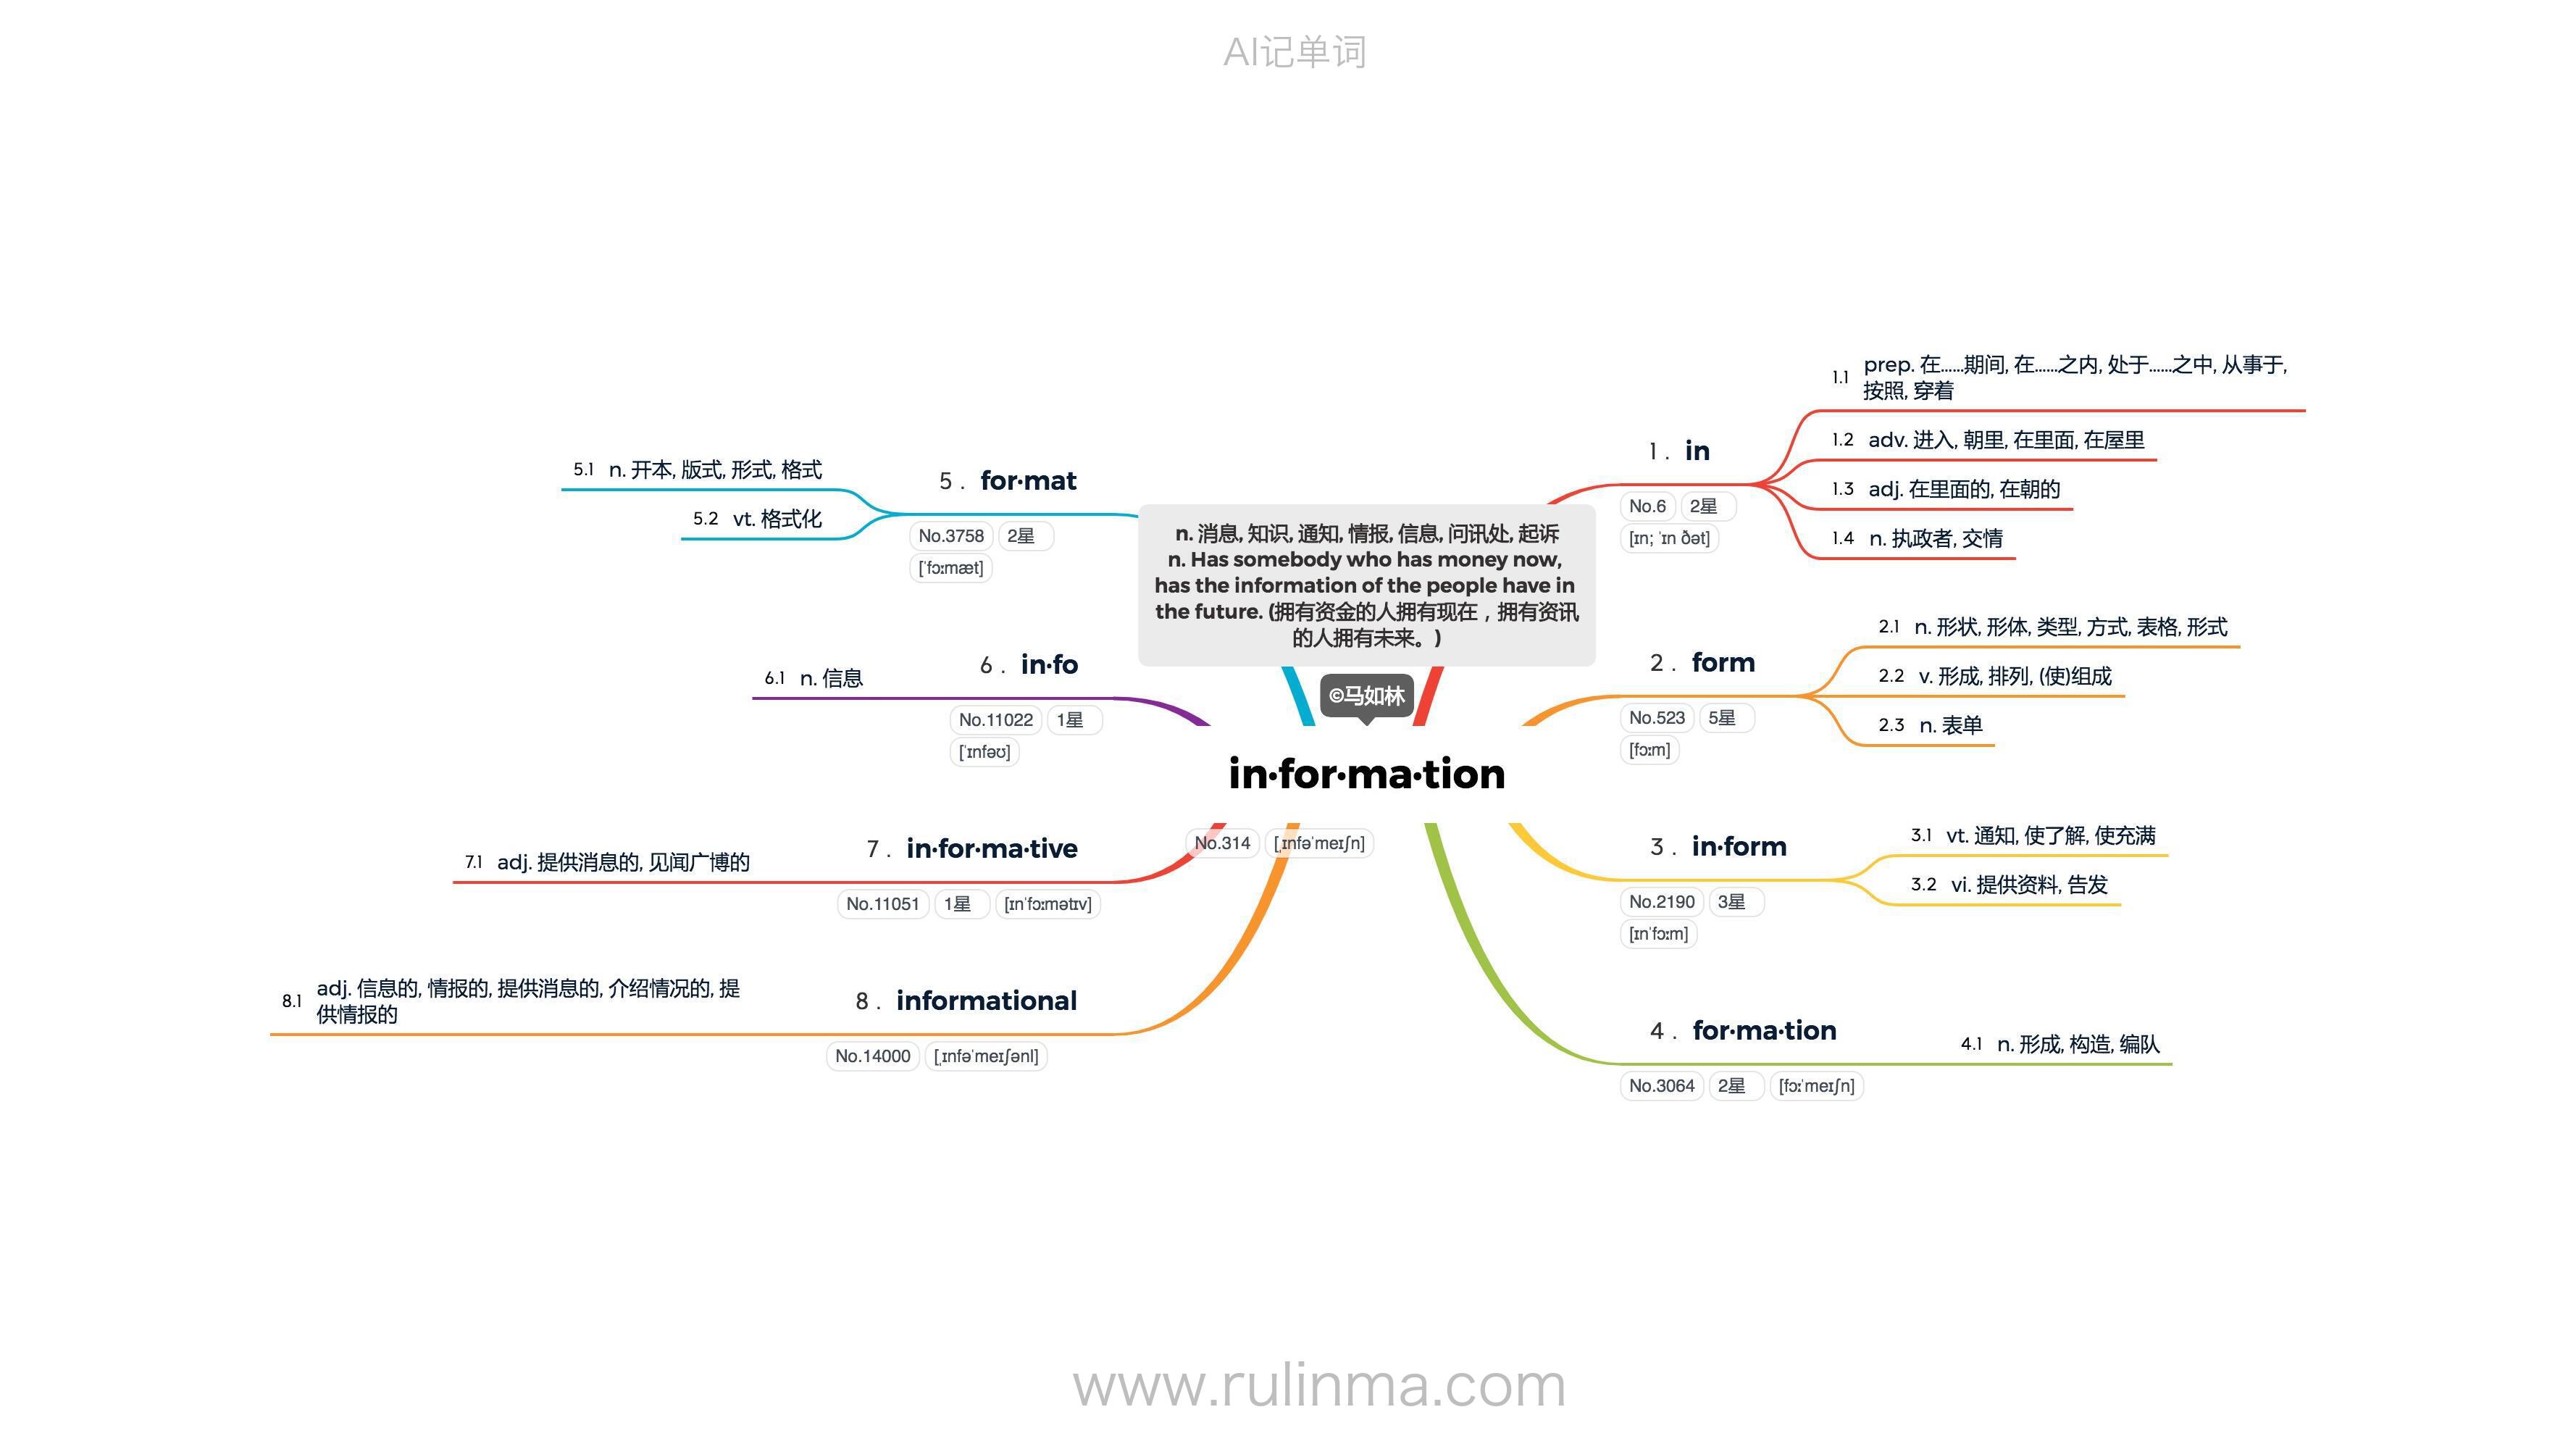 AI记单词
n. 消息, 知识, 通知, 情报, 信息, 问讯处, 起诉
n. Has somebody who has money now,
has the information of the people have in
the future. (拥有资金的人拥有现在，拥有资讯
的人拥有未来。)
©马如林
in·for·ma·tion
No.314 [ˌɪnfəˈmeɪʃn]
1 . in
No.6 2星
[ɪn; ˈɪn ðət]
1.1 prep. 在......期间, 在......之内, 处于......之中, 从事于,
按照, 穿着
1.2 adv. 进入, 朝里, 在里面, 在屋里
1.3 adj. 在里面的, 在朝的
1.4 n. 执政者, 交情
2 . form
No.523 5星
[fɔːm]
2.1 n. 形状, 形体, 类型, 方式, 表格, 形式
2.2 v. 形成, 排列, (使)组成
2.3 n. 表单
3 . in·form
No.2190 3星
[ɪnˈfɔːm]
3.1 vt. 通知, 使了解, 使充满
3.2 vi. 提供资料, 告发
4 . for·ma·tion
No.3064 2星 [fɔːˈmeɪʃn]
4.1 n. 形成, 构造, 编队
5 . for·mat
No.3758 2星
[ˈfɔːmæt]
5.1 n. 开本, 版式, 形式, 格式
5.2 vt. 格式化
6 . in·fo
No.11022 1星
[ˈɪnfəʊ]
6.1 n. 信息
7 . in·for·ma·tive
No.11051 1星 [ɪnˈfɔːmətɪv]
7.1 adj. 提供消息的, 见闻广博的
8 . informational
No.14000 [ˌɪnfəˈmeɪʃənl]
8.1 adj. 信息的, 情报的, 提供消息的, 介绍情况的, 提
供情报的
www.rulinma.com